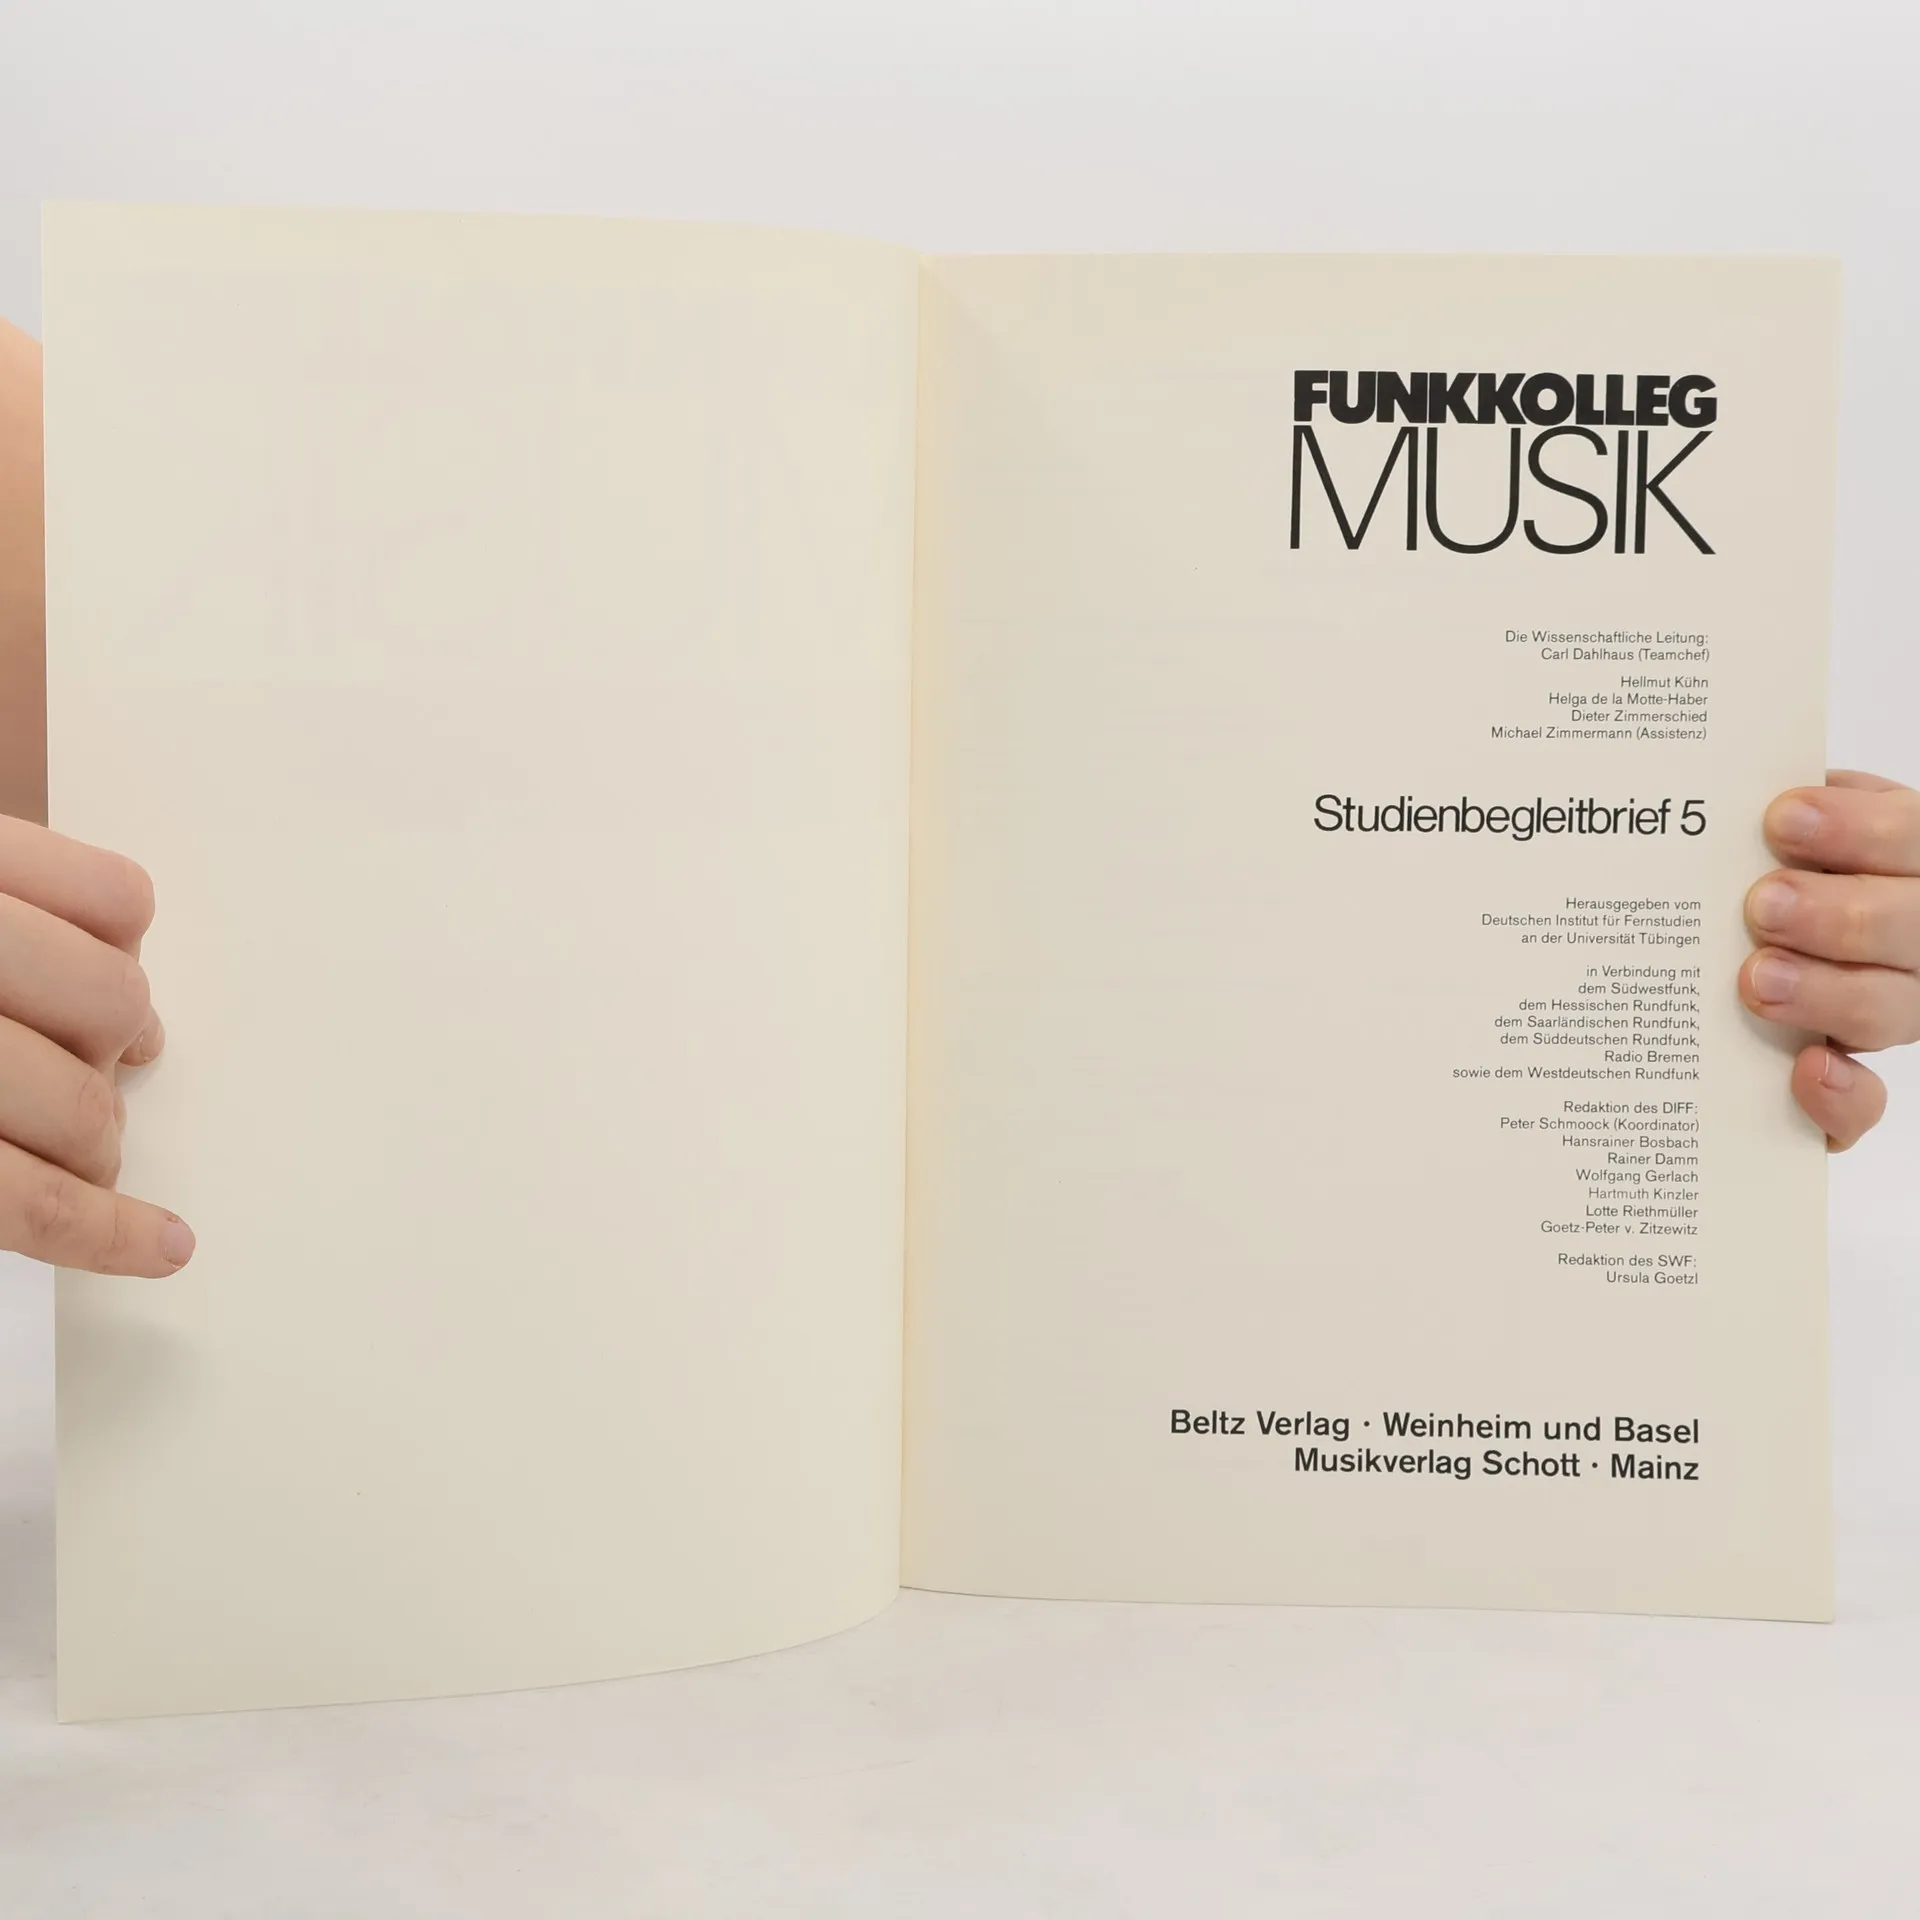 FUNKKOLLEG
MUSIK
Die Wissenschaftliche Leitung:
Carl Dahlhaus (Teamchef)
Hellmut Kühn
Helga de la Motte-Haber
Dieter Zimmerschied
Michael Zimmermann (Assistenz)
Studienbegleitbrief 5
Herausgegeben vom
Deutschen Institut für Fernstudien
an der Universität Tübingen
in Verbindung mit
dem Südwestfunk,
dem Hessischen Rundfunk,
dem Saarländischen Rundfunk,
dem Süddeutschen Rundfunk,
Radio Bremen
sowie dem Westdeutschen Rundfunk
Redaktion des DIFF:
Peter Schmoock (Koordinator)
Hansrainer Bosbach
Rainer Damm
Wolfgang Gerlach
Hartmuth Kinzler
Lotte Riethmüller
Goetz-Peter v. Zitzewitz
Redaktion des SWF:
Ursula Goetzl
Beltz Verlag · Weinheim und Basel
Musikverlag Schott · Mainz